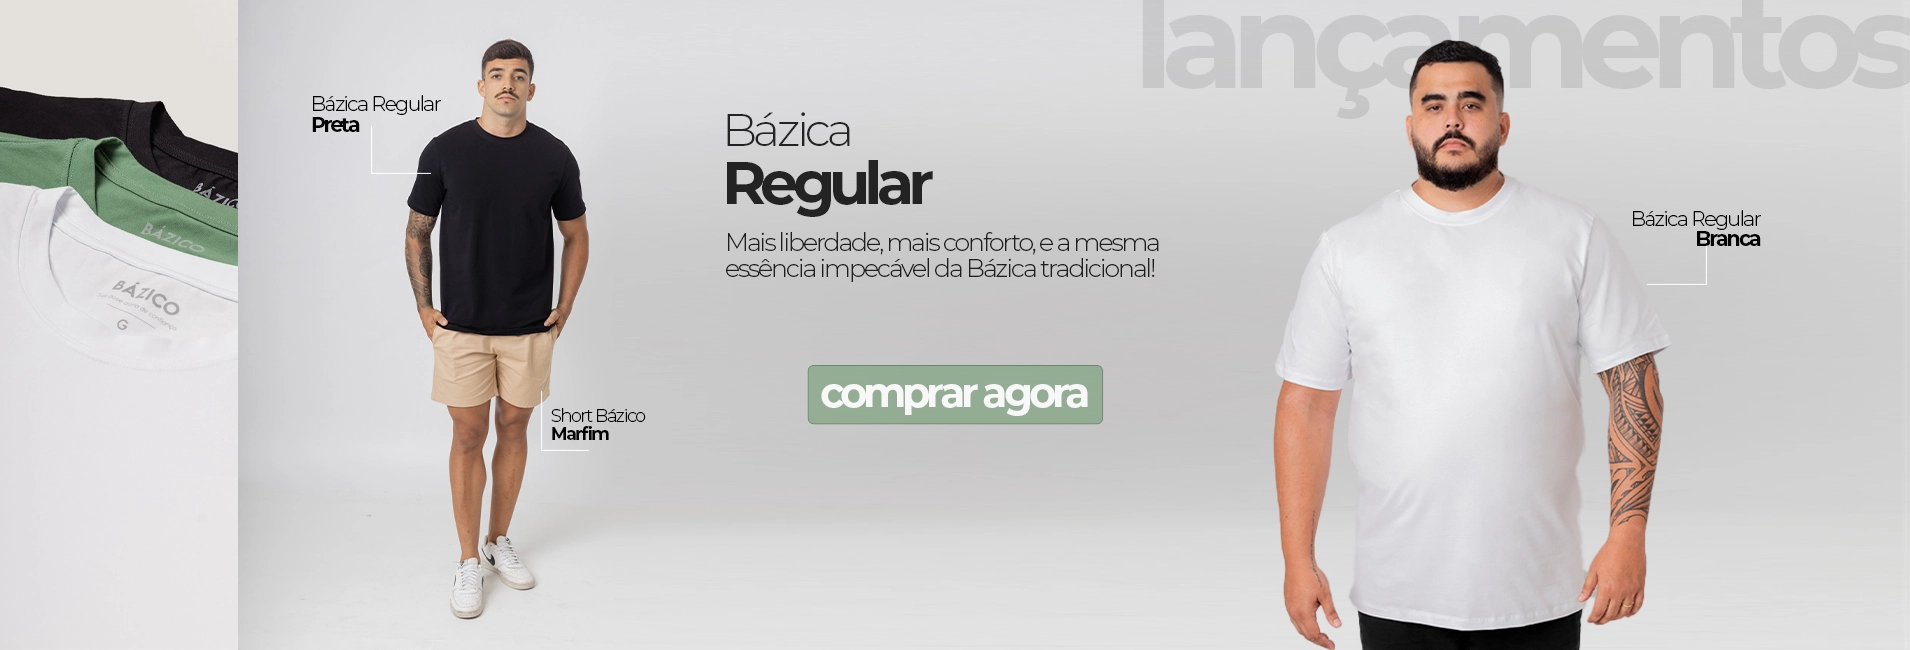 lançamentos
BÁZICO
BÁZICO
BÁZICO
G
Bázica Regular
Preta
Short Bázico
Marfim
Bázica
Regular
Mais liberdade, mais conforto, e a mesma
essência impecável da Bázica tradicional!
comprar agora
Bázica Regular
Branca